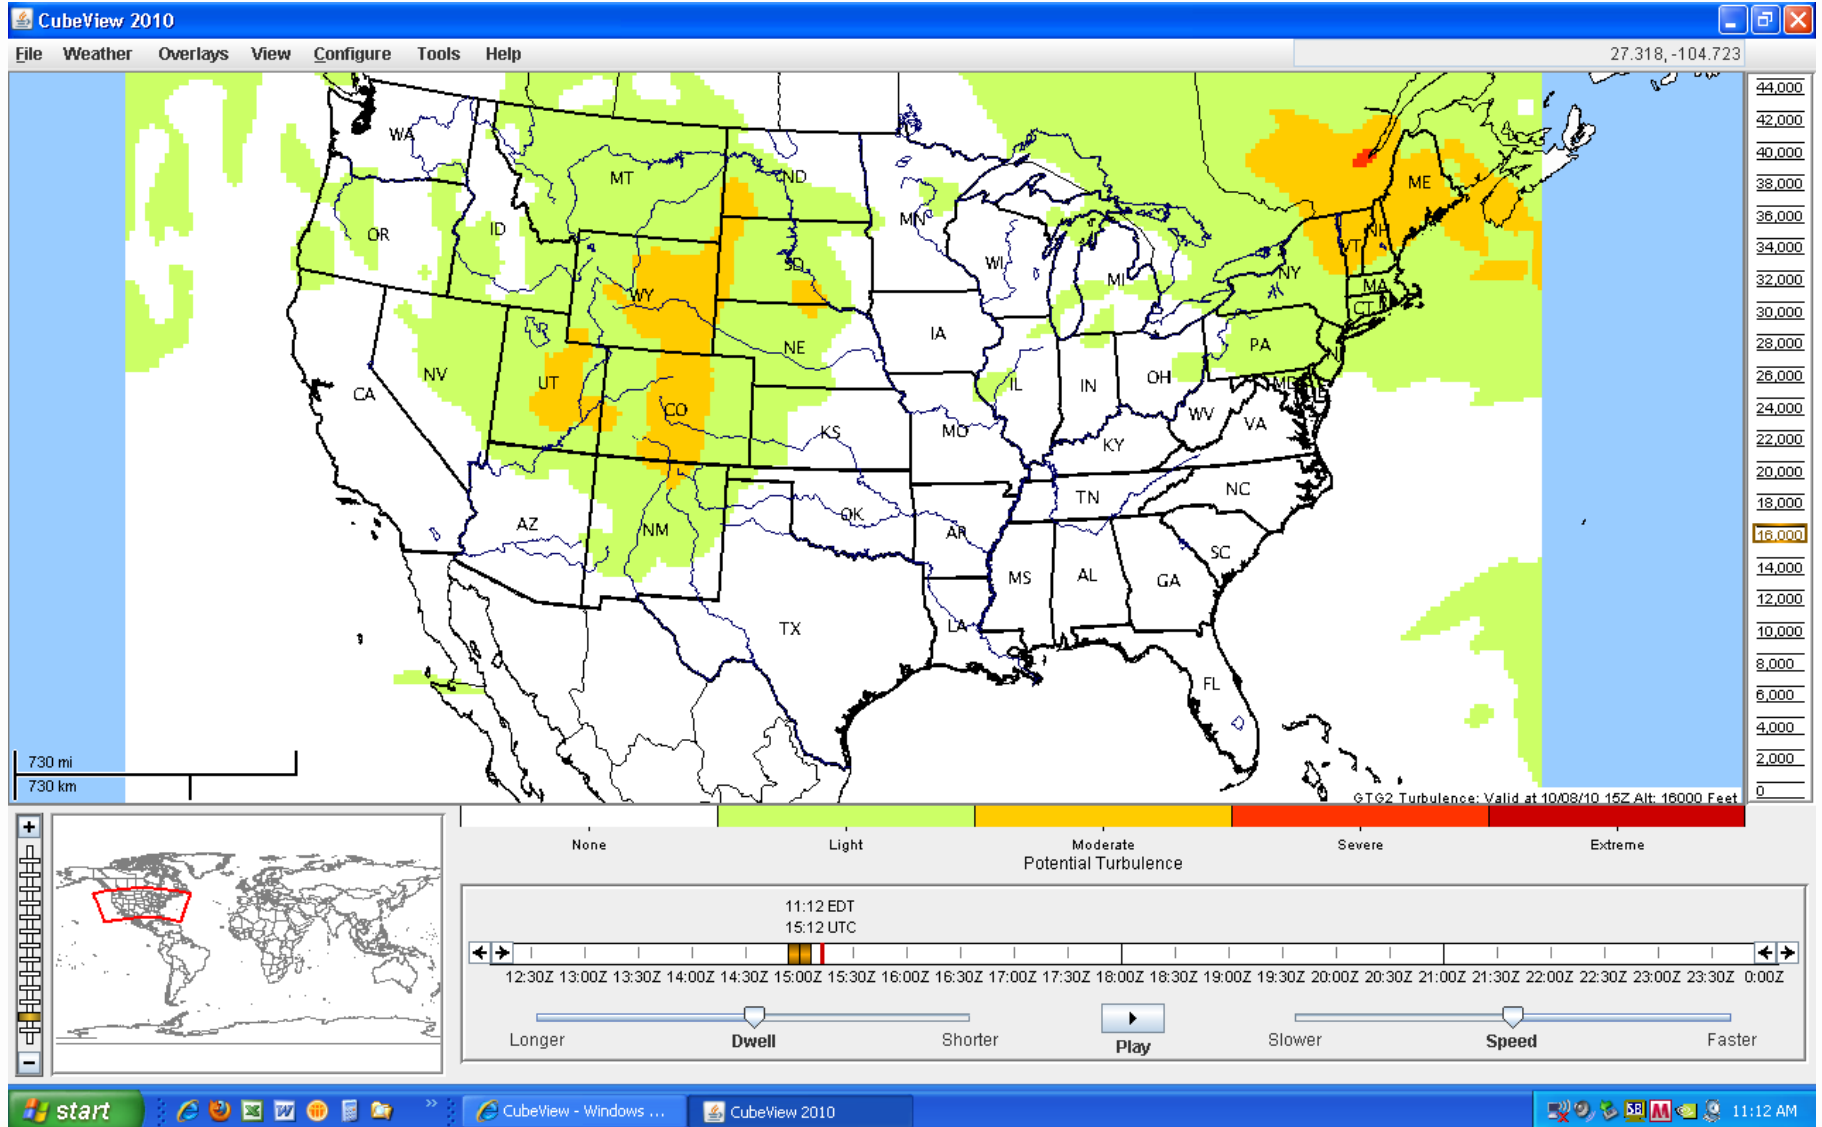 CubeView 2010
File Weather Overlays View Configure Tools Help
27.318, -104.723
44,000
42,000
40,000
38,000
36,000
34,000
32,000
30,000
28,000
26,000
24,000
22,000
20,000
18,000
16,000
14,000
12,000
10,000
8,000
6,000
4,000
2,000
0
WA
MT
ND
MN
ME
OR
ID
SD
WI
MI
NY
VT
NH
MA
CT
WY
IA
NE
PA
NJ
NV
UT
CA
CO
IL
IN
OH
MD
DE
WV
VA
KS
MO
KY
NC
TN
AZ
NM
OK
AR
SC
MS
AL
GA
TX
LA
FL
730 mi
730 km
GTG2 Turbulence: Valid at 10/08/10 15Z Alt: 16000 Feet
None Light Moderate Severe Extreme
Potential Turbulence
11:12 EDT
15:12 UTC
12:30Z 13:00Z 13:30Z 14:00Z 14:30Z 15:00Z 15:30Z 16:00Z 16:30Z 17:00Z 17:30Z 18:00Z 18:30Z 19:00Z 19:30Z 20:00Z 20:30Z 21:00Z 21:30Z 22:00Z 22:30Z 23:00Z 23:30Z 0:00Z
Longer Dwell Shorter Play Slower Speed Faster
start CubeView - Windows ... CubeView 2010 SB M 11:12 AM